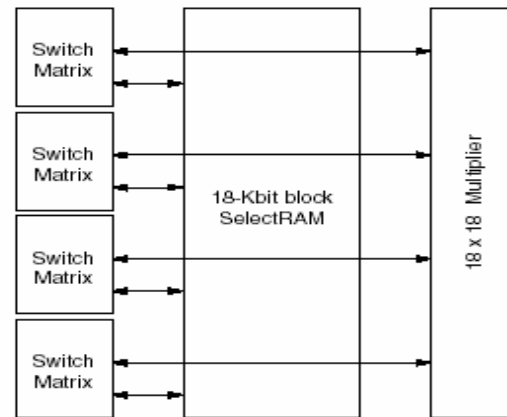 Switch
Matrix
Switch
Matrix
18-Kbit block
SelectRAM
18 x 18 Multiplier
Switch
Matrix
Switch
Matrix